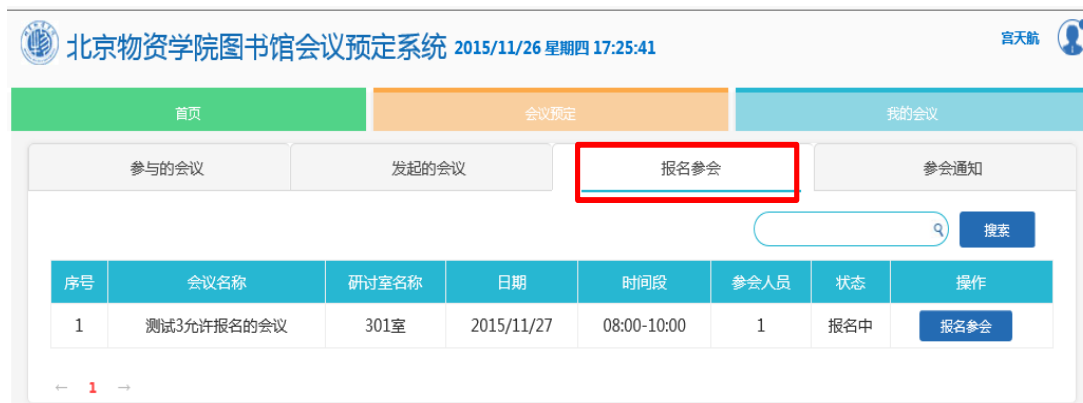 北京物资学院图书馆会议预定系统 2015/11/26 星期四 17:25:41 宫天航
首页 会议预定 我的会议
参与的会议 发起的会议 报名参会 参会通知
搜索
序号 会议名称 研讨室名称 日期 时间段 参会人员 状态 操作
1 测试3允许报名的会议 301室 2015/11/27 08:00-10:00 1 报名中 报名参会
← 1 →